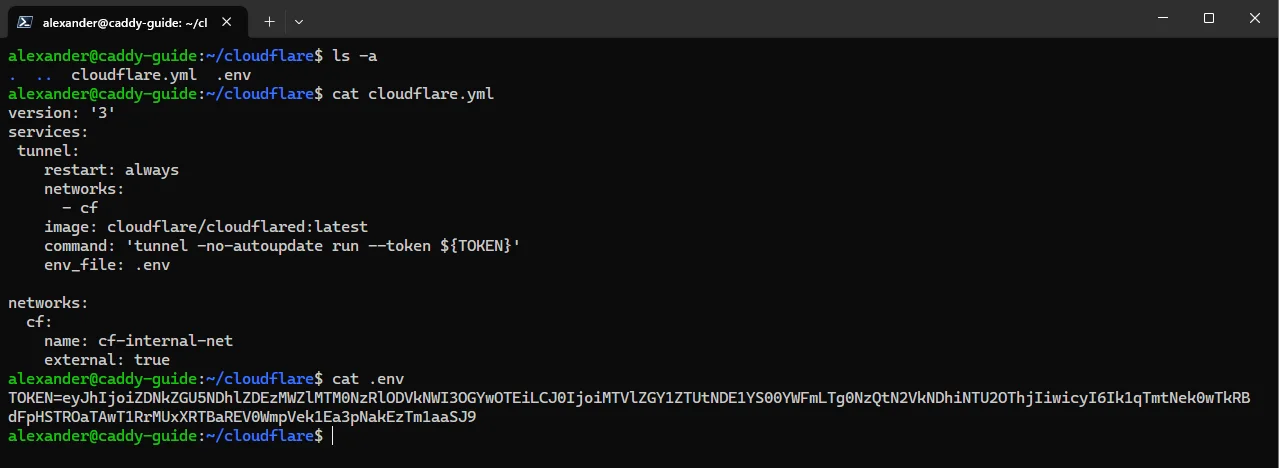 alexander@caddy-guide: ~/cl
alexander@caddy-guide:~/cloudflare$ ls -a
.  ..  cloudflare.yml  .env
alexander@caddy-guide:~/cloudflare$ cat cloudflare.yml
version: '3'
services:
 tunnel:
    restart: always
    networks:
      - cf
    image: cloudflare/cloudflared:latest
    command: 'tunnel -no-autoupdate run --token ${TOKEN}'
    env_file: .env

networks:
  cf:
    name: cf-internal-net
    external: true
alexander@caddy-guide:~/cloudflare$ cat .env
TOKEN=eyJhIjoiZDNkZGU5NDhlZDEzMWZlMTM0NzRlODVkNWI3OGYwOTEiLCJ0IjoiMTVlZGY1ZTUtNDE1YS00YWFmLTg0NzQtN2VkNDhiNTU2OThjIiwicyI6Ik1qTmtNek0wTkRB
dFpHSTROaTAwT1RrMUxXRTBaREV0WmpVek1Ea3pNakEzTm1aaSJ9
alexander@caddy-guide:~/cloudflare$